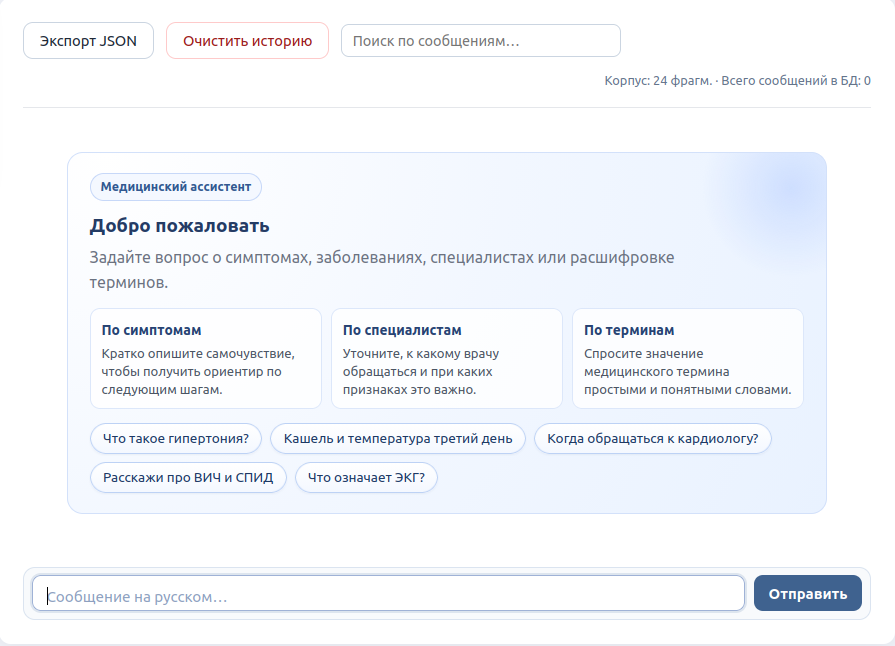 Экспорт JSON
Очистить историю
Поиск по сообщениям…
Корпус: 24 фрагм. · Всего сообщений в БД: 0
Медицинский ассистент
Добро пожаловать
Задайте вопрос о симптомах, заболеваниях, специалистах или расшифровке
терминов.
По симптомам
Кратко опишите самочувствие,
чтобы получить ориентир по
следующим шагам.
По специалистам
Уточните, к какому врачу
обращаться и при каких
признаках это важно.
По терминам
Спросите значение
медицинского термина
простыми и понятными словами.
Что такое гипертония?
Кашель и температура третий день
Когда обращаться к кардиологу?
Расскажи про ВИЧ и СПИД
Что означает ЭКГ?
Сообщение на русском…
Отправить